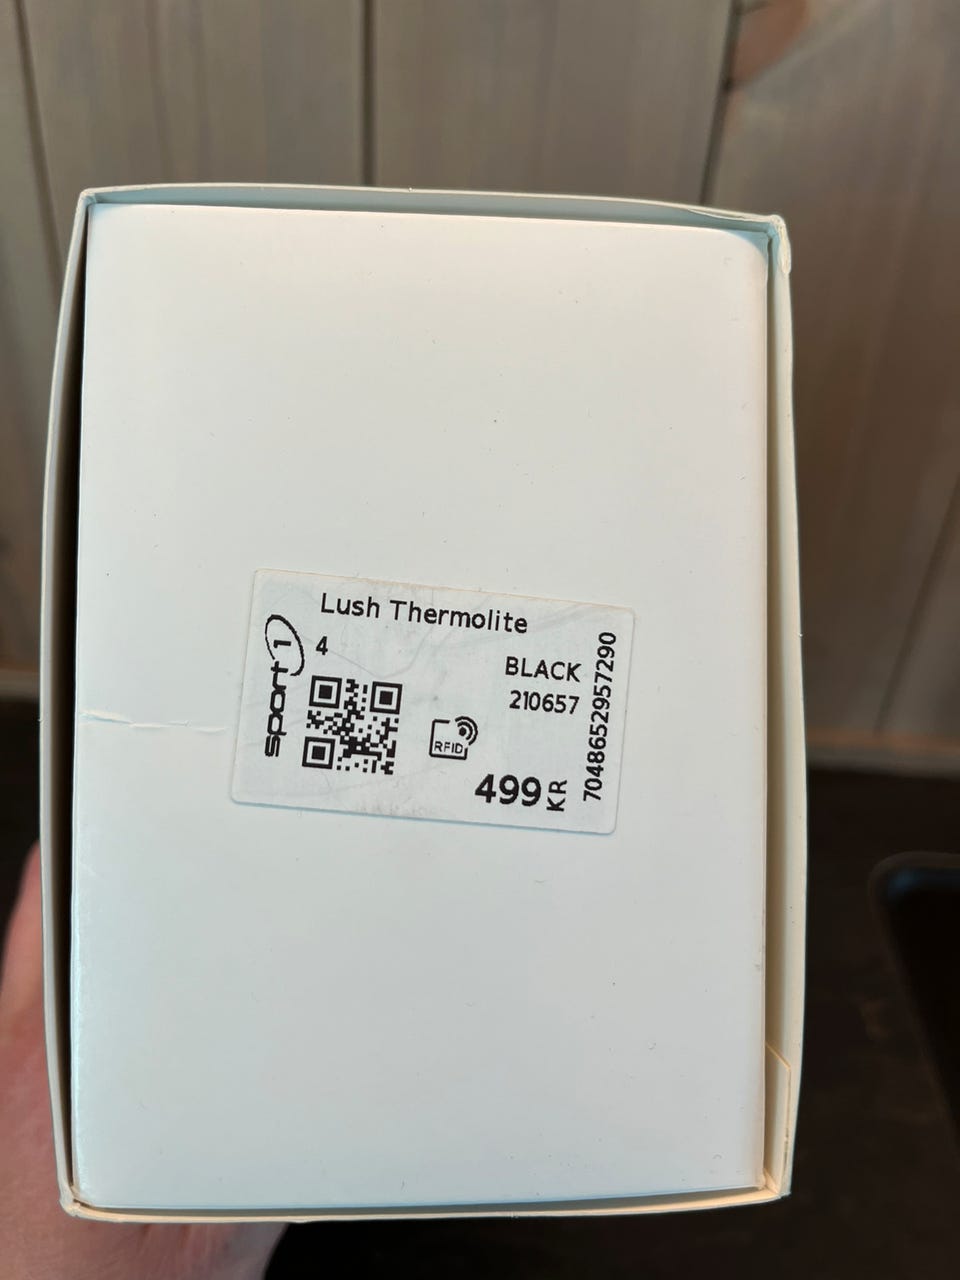 Lush Thermolite
4
sport 1
BLACK
210657
RFID
499 KR
7048652957290